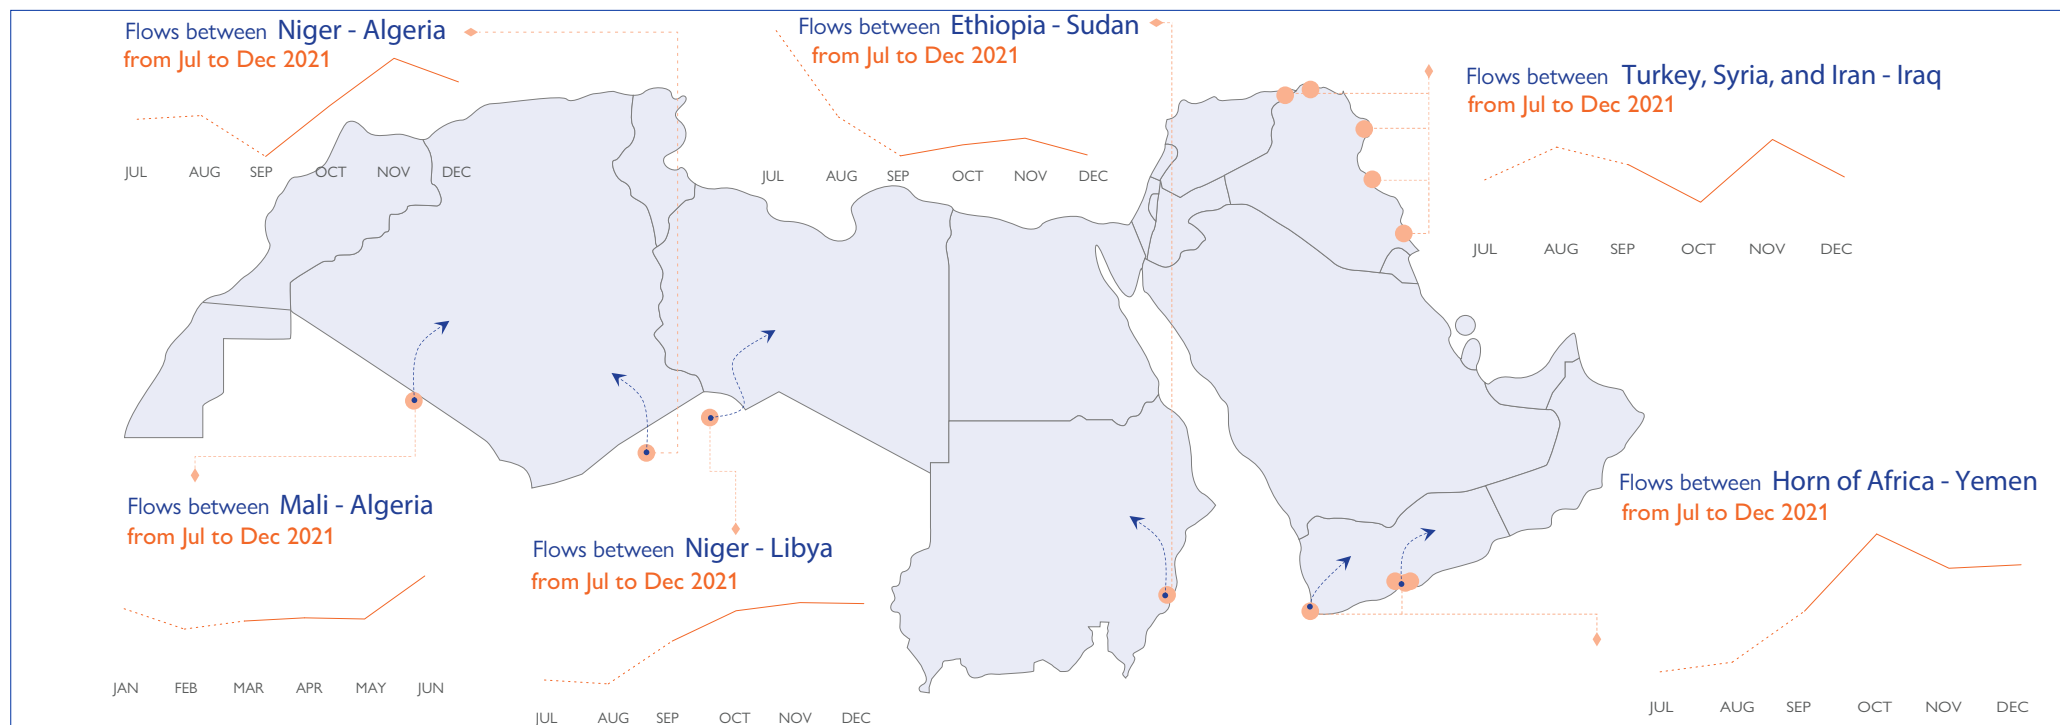 Flows between Niger - Algeria
from Jul to Dec 2021
JUL AUG SEP OCT NOV DEC
Flows between Ethiopia - Sudan
from Jul to Dec 2021
JUL AUG SEP OCT NOV DEC
Flows between Turkey, Syria, and Iran - Iraq
from Jul to Dec 2021
JUL AUG SEP OCT NOV DEC
Flows between Mali - Algeria
from Jul to Dec 2021
JAN FEB MAR APR MAY JUN
Flows between Niger - Libya
from Jul to Dec 2021
JUL AUG SEP OCT NOV DEC
Flows between Horn of Africa - Yemen
from Jul to Dec 2021
JUL AUG SEP OCT NOV DEC